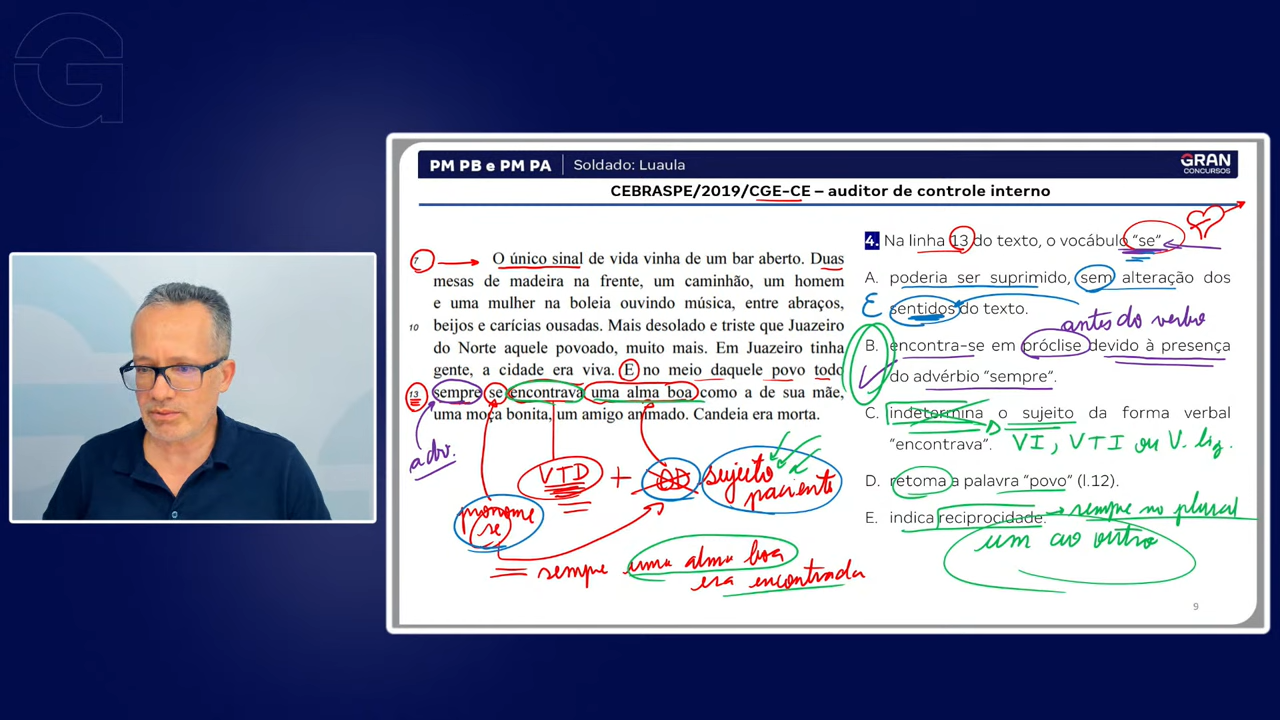 PM PB e PM PA | Soldado: Luaula
GRAN
CONCURSOS
CEBRASPE/2019/CGE-CE – auditor de controle interno
7 O único sinal de vida vinha de um bar aberto. Duas
mesas de madeira na frente, um caminhão, um homem
e uma mulher na boleia ouvindo música, entre abraços,
10 beijos e carícias ousadas. Mais desolado e triste que Juazeiro
do Norte aquele povoado, muito mais. Em Juazeiro tinha
gente, a cidade era viva. E no meio daquele povo todo
13 sempre se encontrava uma alma boa como a de sua mãe,
uma moça bonita, um amigo animado. Candeia era morta.
adv.
VTD + OD sujeito
paciente
pronome
se
= sempre uma alma boa
era encontrada
4. Na linha 13 do texto, o vocábulo "se"
A. poderia ser suprimido, sem alteração dos
E sentidos do texto.
antes do verbo
B. encontra-se em próclise devido à presença
do advérbio "sempre".
C. indetermina o sujeito da forma verbal
"encontrava". VI, VTI ou V. lig.
D. retoma a palavra "povo" (l.12).
E. indica reciprocidade. → sempre no plural
um ao outro
9